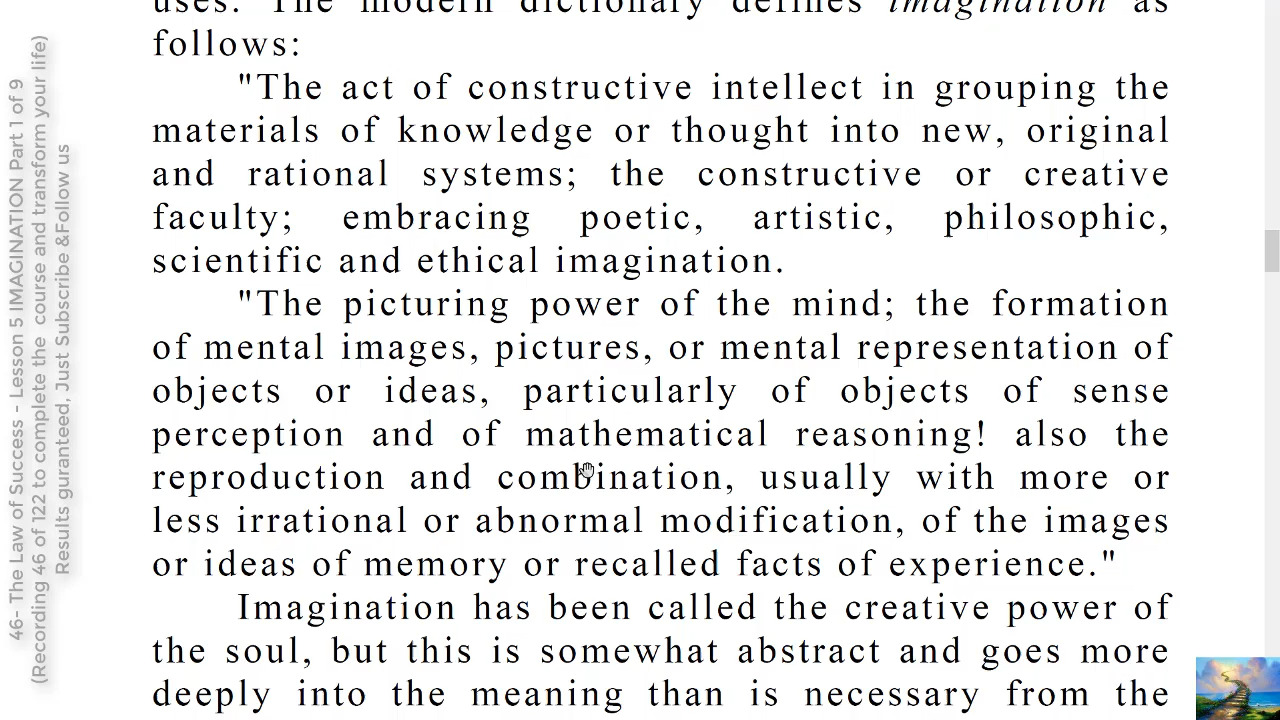 uses. The modern dictionary defines imagination as
follows:
"The act of constructive intellect in grouping the
materials of knowledge or thought into new, original
and rational systems; the constructive or creative
faculty; embracing poetic, artistic, philosophic,
scientific and ethical imagination.
"The picturing power of the mind; the formation
of mental images, pictures, or mental representation of
objects or ideas, particularly of objects of sense
perception and of mathematical reasoning! also the
reproduction and combination, usually with more or
less irrational or abnormal modification, of the images
or ideas of memory or recalled facts of experience."
Imagination has been called the creative power of
the soul, but this is somewhat abstract and goes more
deeply into the meaning than is necessary from the
46- The Law of Success - Lesson 5 IMAGINATION Part 1 of 9
(Recording 46 of 122 to complete the course and transform your life)
Results guranteed, Just Subscribe &Follow us